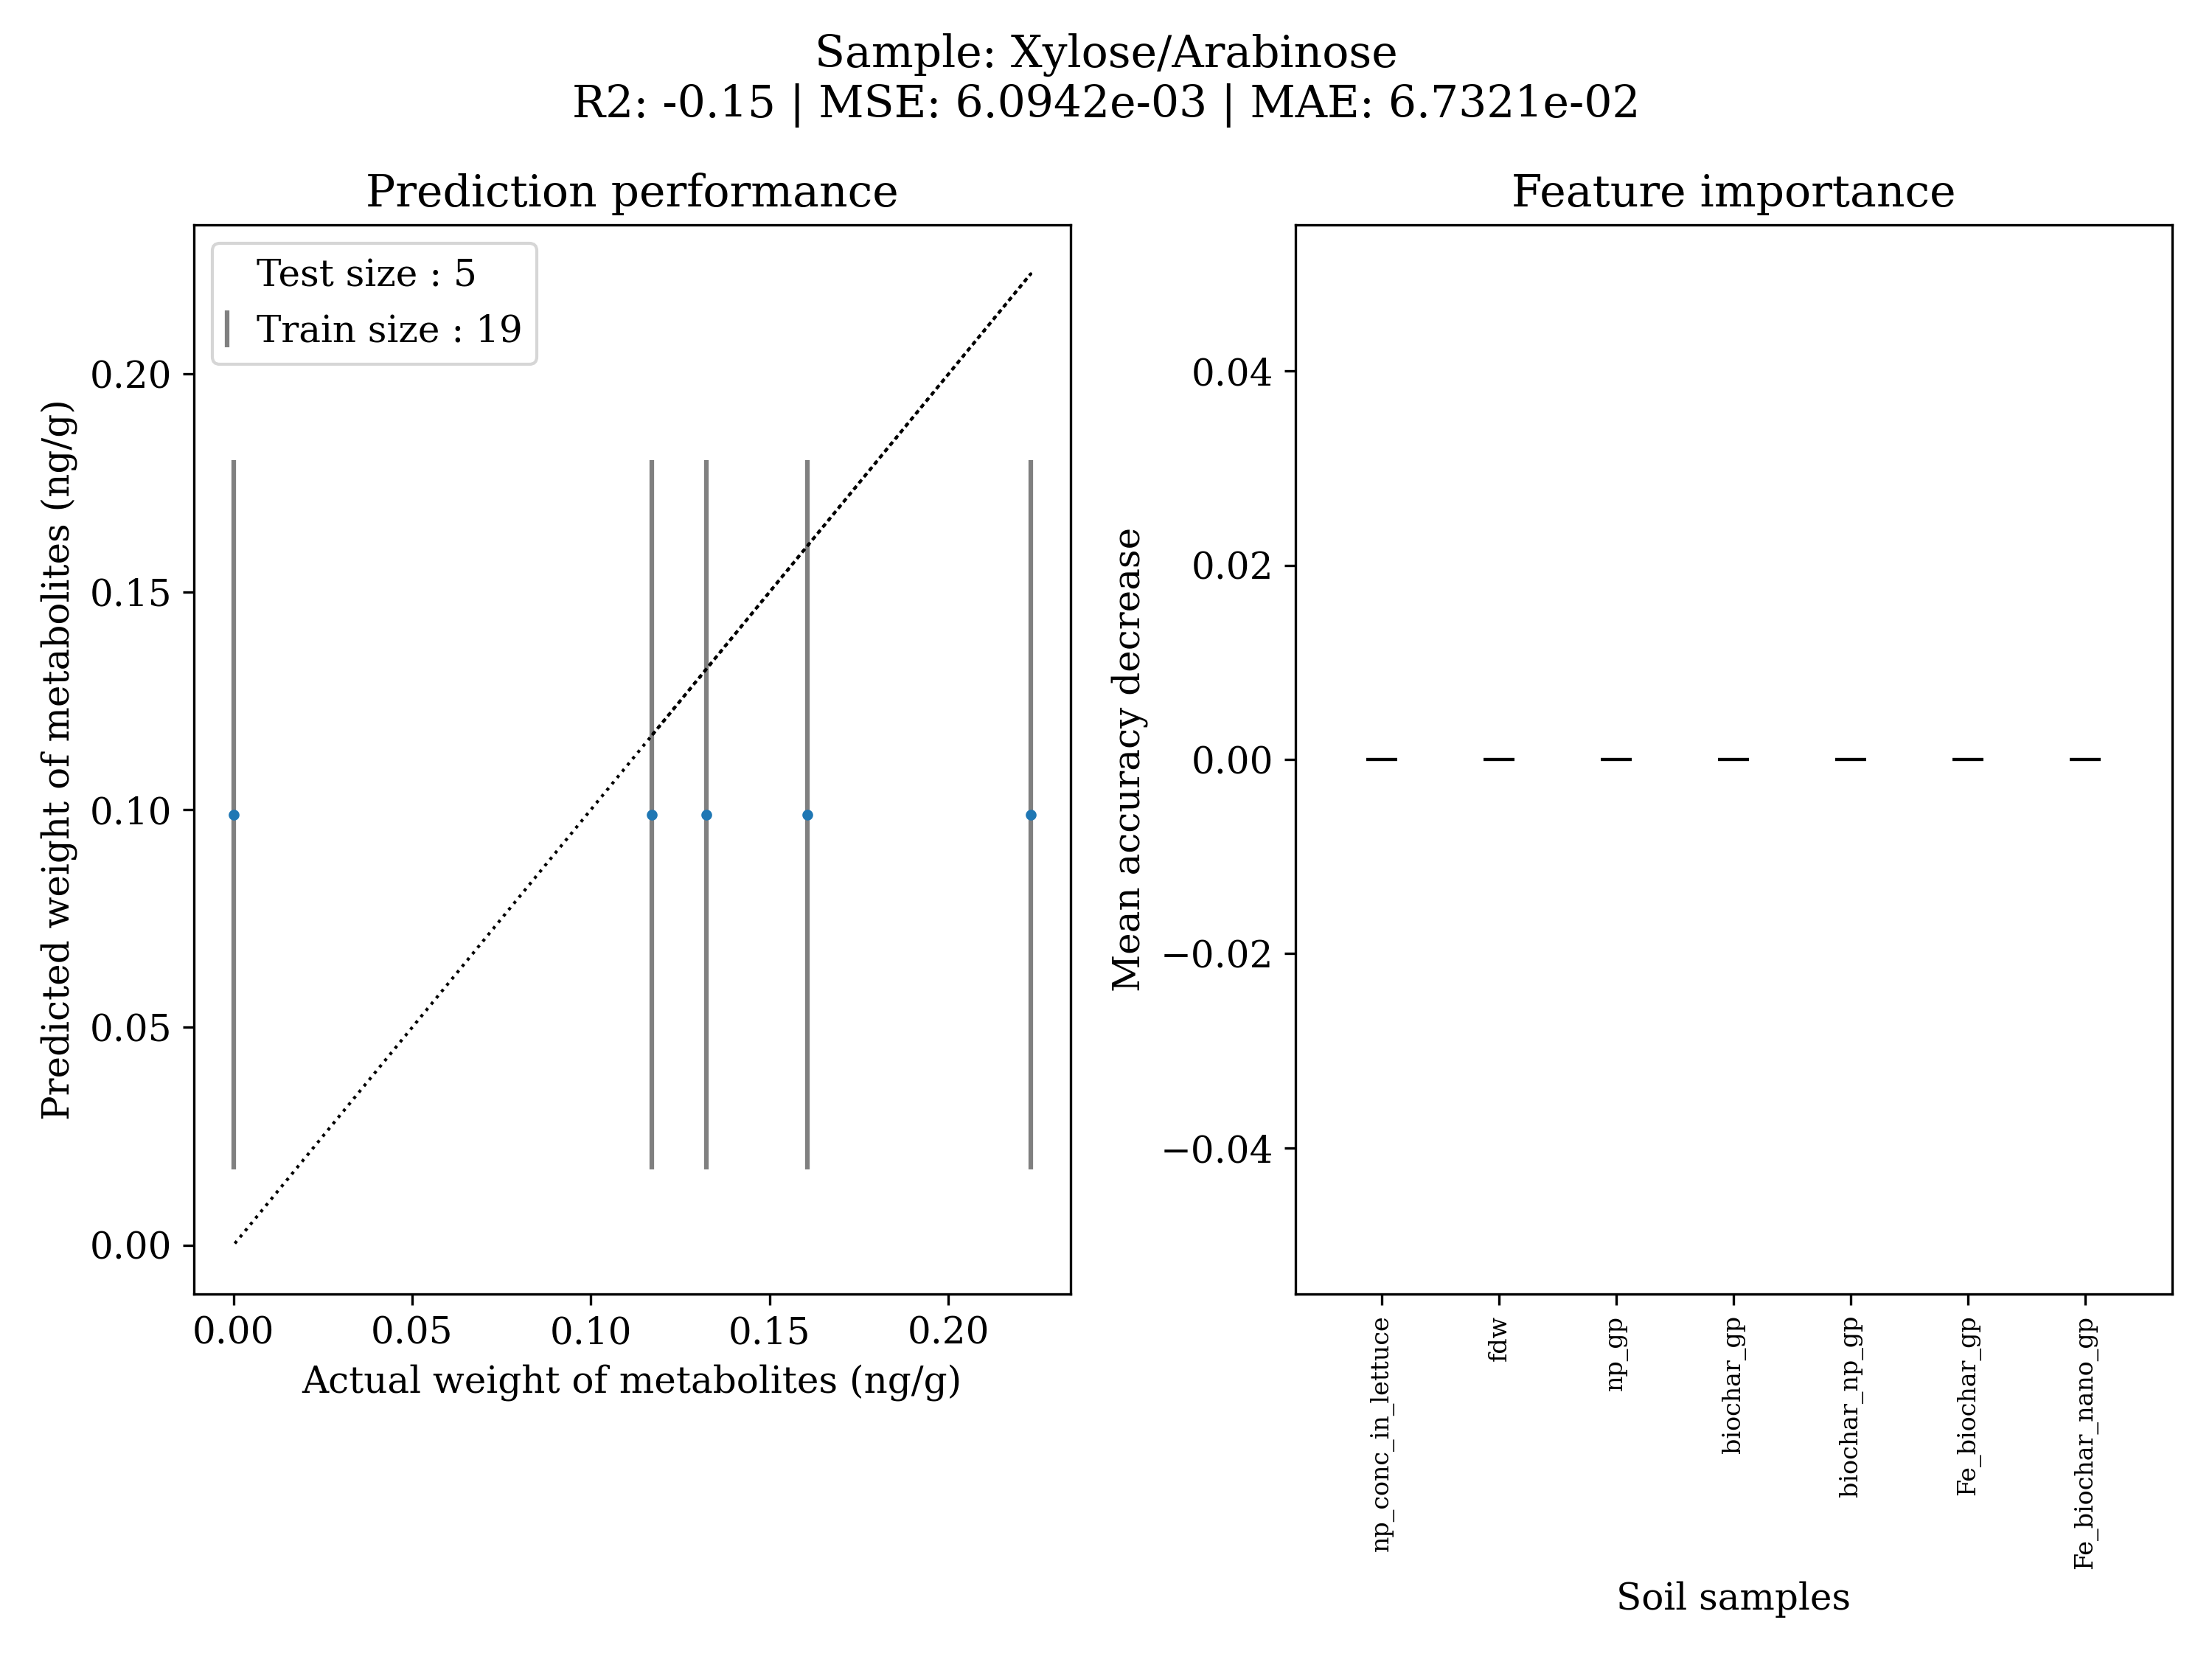 Sample: Xylose/Arabinose
R2: -0.15 | MSE: 6.0942e-03 | MAE: 6.7321e-02
Prediction performance
Test size : 5
Train size : 19
0.20
0.15
0.10
0.05
0.00
Predicted weight of metabolites (ng/g)
0.00 0.05 0.10 0.15 0.20
Actual weight of metabolites (ng/g)
Feature importance
0.04
0.02
0.00
−0.02
−0.04
Mean accuracy decrease
np_conc_in_lettuce
fdw
np_gp
biochar_gp
biochar_np_gp
Fe_biochar_gp
Fe_biochar_nano_gp
Soil samples